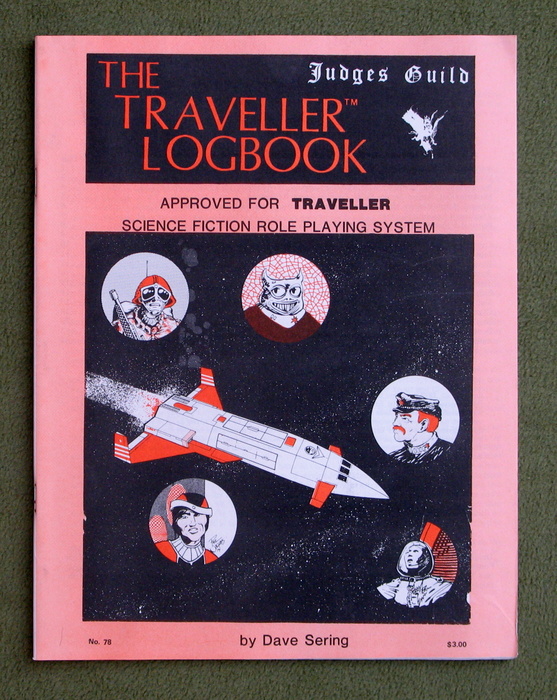 THE
TRAVELLER™
LOGBOOK
Judges Guild
APPROVED FOR TRAVELLER
SCIENCE FICTION ROLE PLAYING SYSTEM
No. 78
by Dave Sering
$3.00